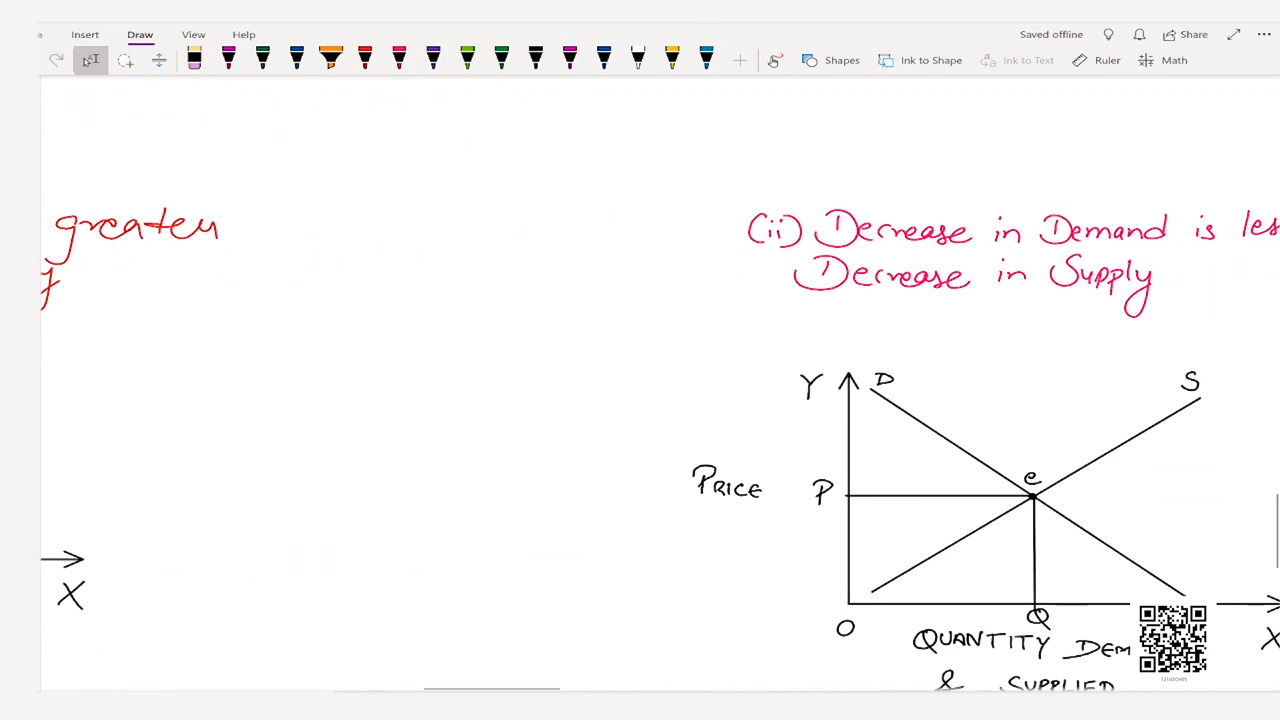 Insert Draw View Help Saved offline Share
Shapes Ink to Shape Ink to Text Ruler Math
greater
(ii) Decrease in Demand is les
Decrease in Supply
Y D S
e
PRICE P
X
O Q
QUANTITY DEM X
& SUPPLIED
12103CH05